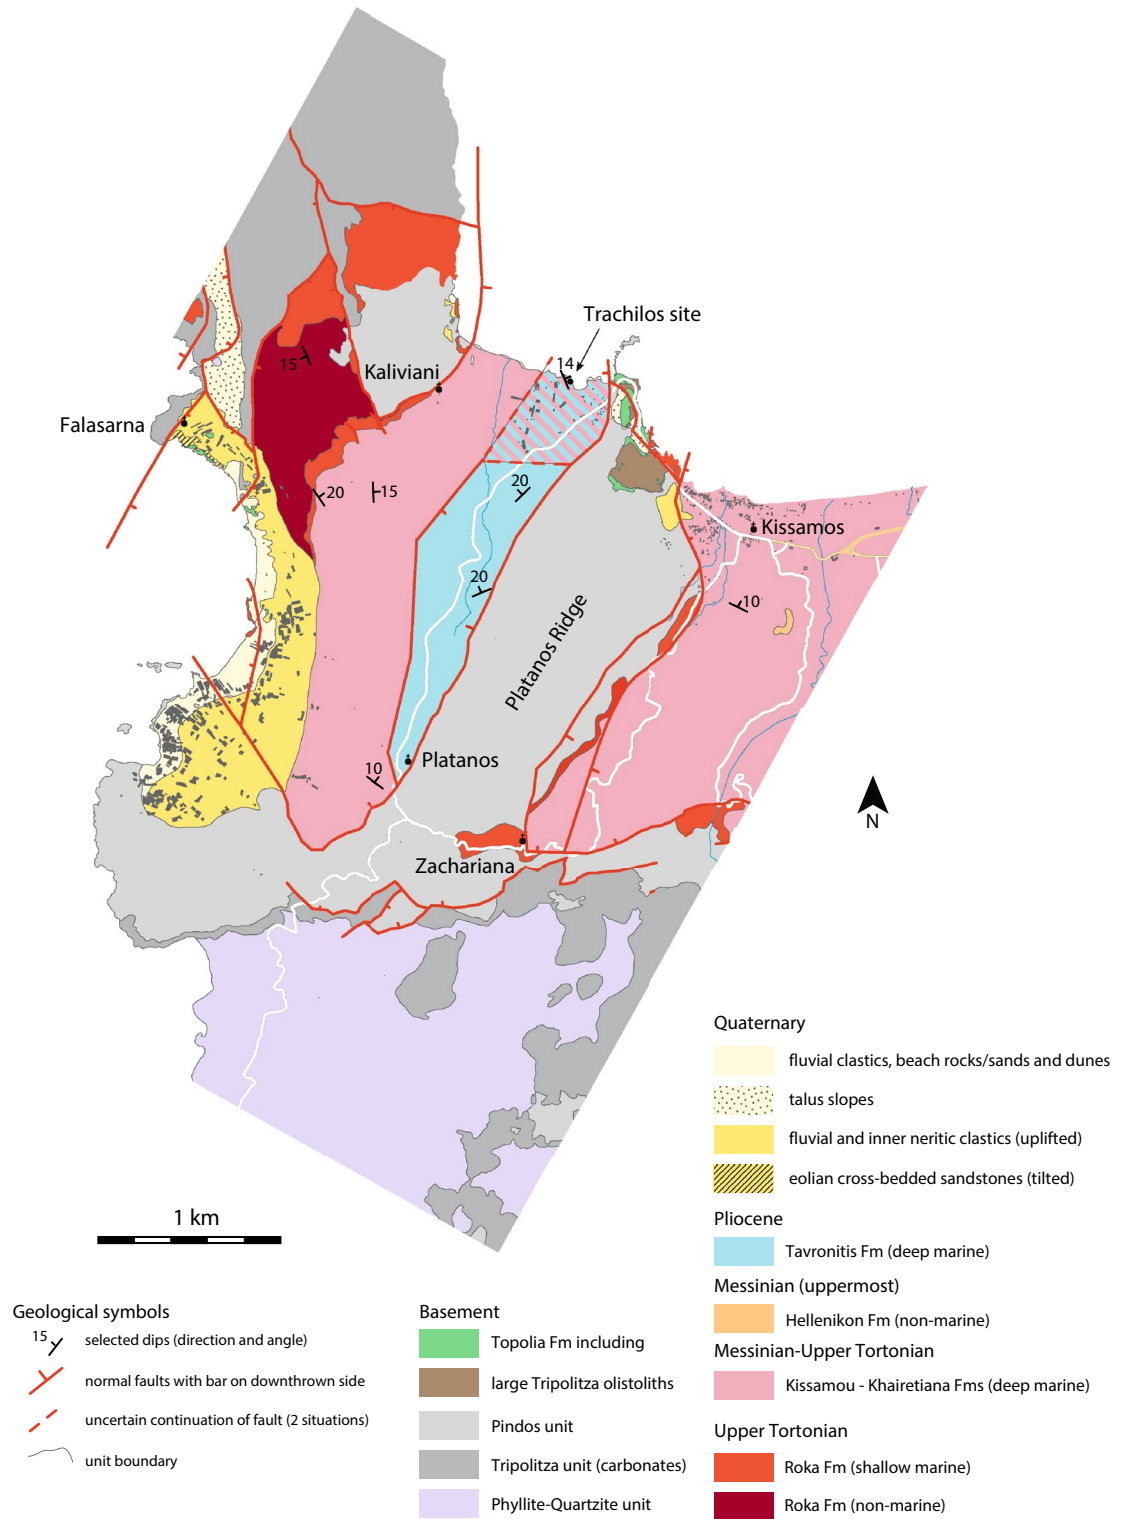 Trachilos site
14
15
Kaliviani
Falasarna
20
15
20
Kissamos
20
10
Platanos Ridge
10
Platanos
N
Zachariana
1 km
Quaternary
fluvial clastics, beach rocks/sands and dunes
talus slopes
fluvial and inner neritic clastics (uplifted)
eolian cross-bedded sandstones (tilted)
Pliocene
Tavronitis Fm (deep marine)
Messinian (uppermost)
Hellenikon Fm (non-marine)
Messinian-Upper Tortonian
Kissamou - Khairetiana Fms (deep marine)
Upper Tortonian
Roka Fm (shallow marine)
Roka Fm (non-marine)
Geological symbols
15
selected dips (direction and angle)
normal faults with bar on downthrown side
uncertain continuation of fault (2 situations)
unit boundary
Basement
Topolia Fm including
large Tripolitza olistoliths
Pindos unit
Tripolitza unit (carbonates)
Phyllite-Quartzite unit